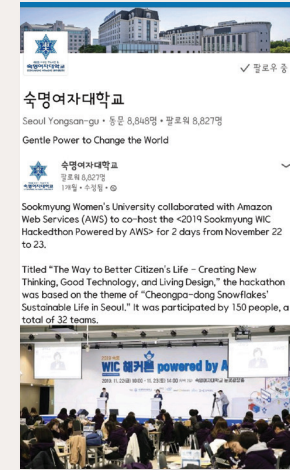 숙명여자대학교
✓ 팔로우 중
숙명여자대학교
Seoul Yongsan-gu • 동문 8,848명 • 팔로워 8,827명
Gentle Power to Change the World
숙명여자대학교
팔로워 8,827명
1개월 • 수정됨 •
Sookmyung Women's University collaborated with Amazon
Web Services (AWS) to co-host the <2019 Sookmyung WIC
Hackedthon Powered by AWS> for 2 days from November 22
to 23.
Titled "The Way to Better Citizen's Life – Creating New
Thinking, Good Technology, and Living Design," the hackathon
was based on the theme of "Cheongpa-dong Snowflakes'
Sustainable Life in Seoul." It was participated by 150 people, a
total of 32 teams.
WIC 해커톤 powered by A